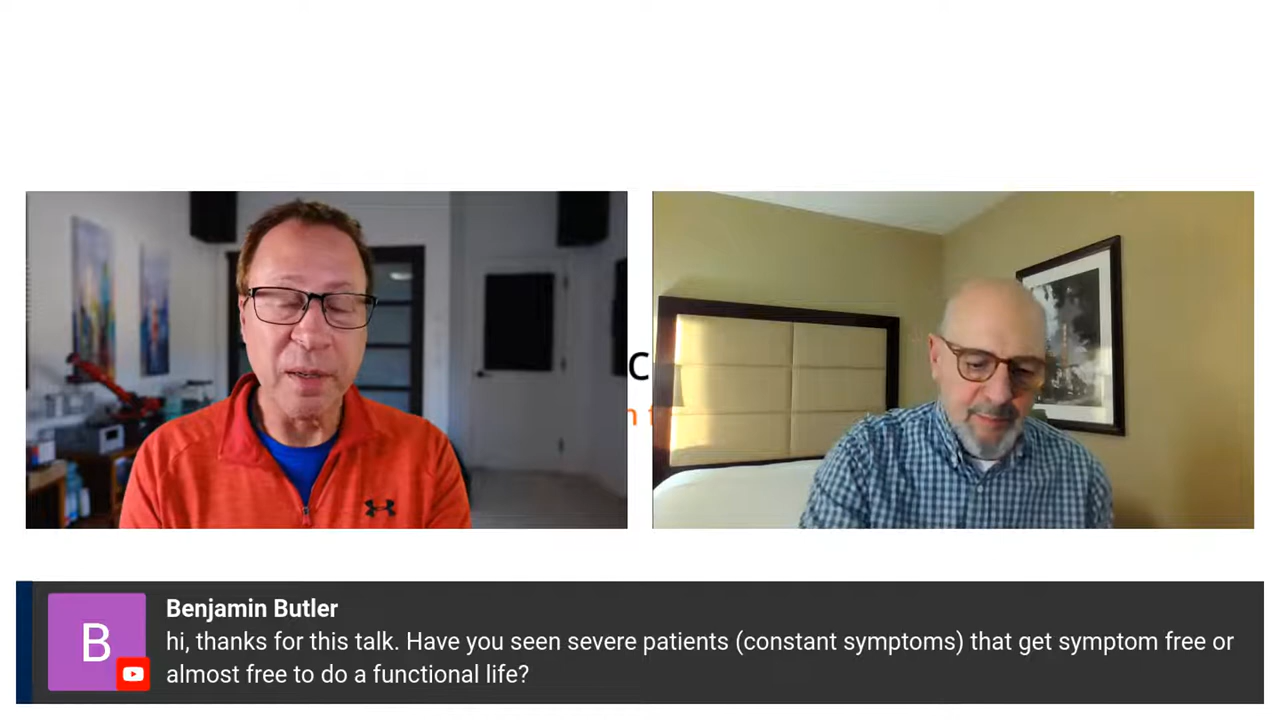 C
n f
Benjamin Butler
B
hi, thanks for this talk. Have you seen severe patients (constant symptoms) that get symptom free or
almost free to do a functional life?